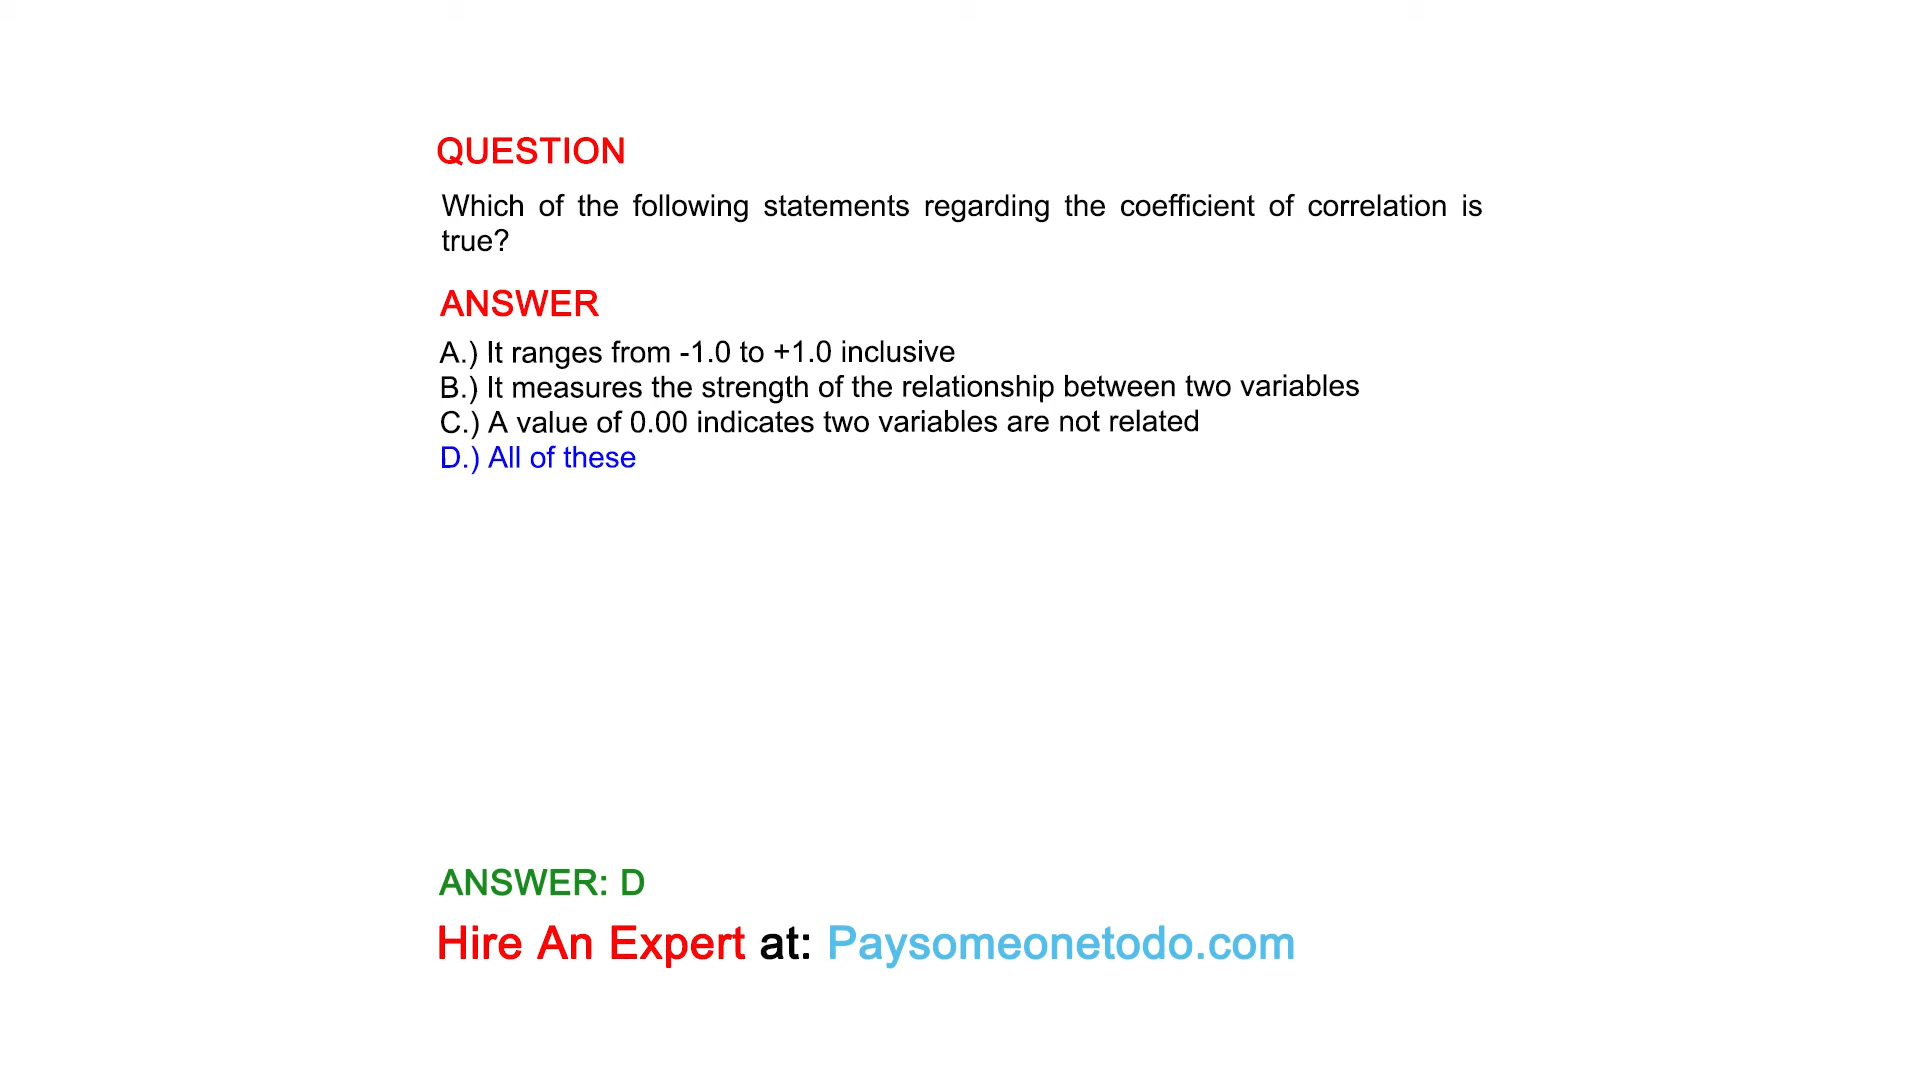 QUESTION
Which of the following statements regarding the coefficient of correlation is
true?
ANSWER
A.) It ranges from -1.0 to +1.0 inclusive
B.) It measures the strength of the relationship between two variables
C.) A value of 0.00 indicates two variables are not related
D.) All of these
ANSWER: D
Hire An Expert at: Paysomeonetodo.com